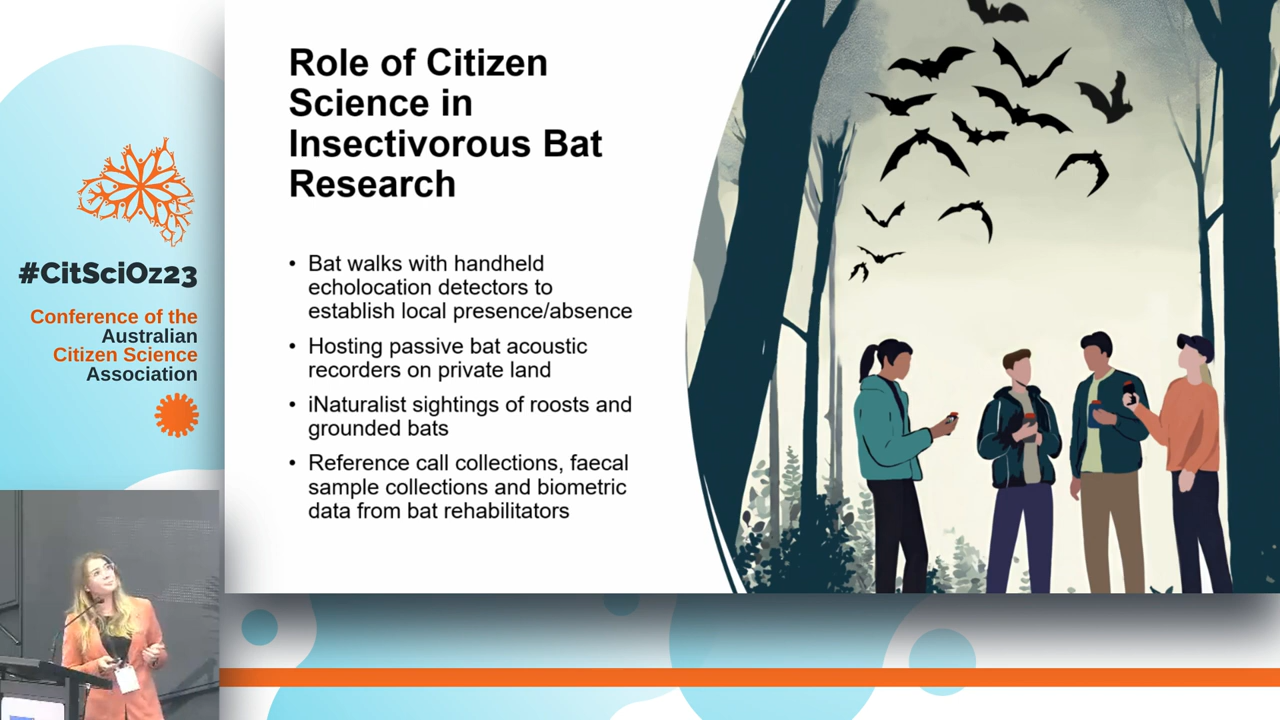 Role of Citizen
Science in
Insectivorous Bat
Research
• Bat walks with handheld
echolocation detectors to
establish local presence/absence
• Hosting passive bat acoustic
recorders on private land
• iNaturalist sightings of roosts and
grounded bats
• Reference call collections, faecal
sample collections and biometric
data from bat rehabilitators
#CitSciOz23
Conference of the
Australian
Citizen Science
Association